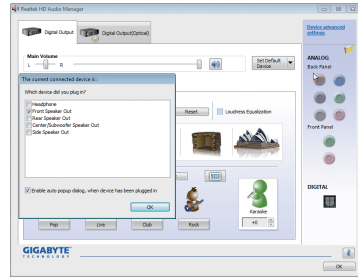 Realtek HD Audio Manager
Digital Output
Digital Output(Optical)
Device advanced settings
Main Volume
L
R
Set Default Device
ANALOG
Back Panel
The current connected device is :
Which device did you plug in?
Headphone
Front Speaker Out
Rear Speaker Out
Center/Subwoofer Speaker Out
Side Speaker Out
Reset
Loudness Equalization
Front Panel
Enable auto popup dialog, when device has been plugged in
OK
DIGITAL
Karaoke
Pop
Live
Club
Rock
+0
GIGABYTE
TECHNOLOGY
OK